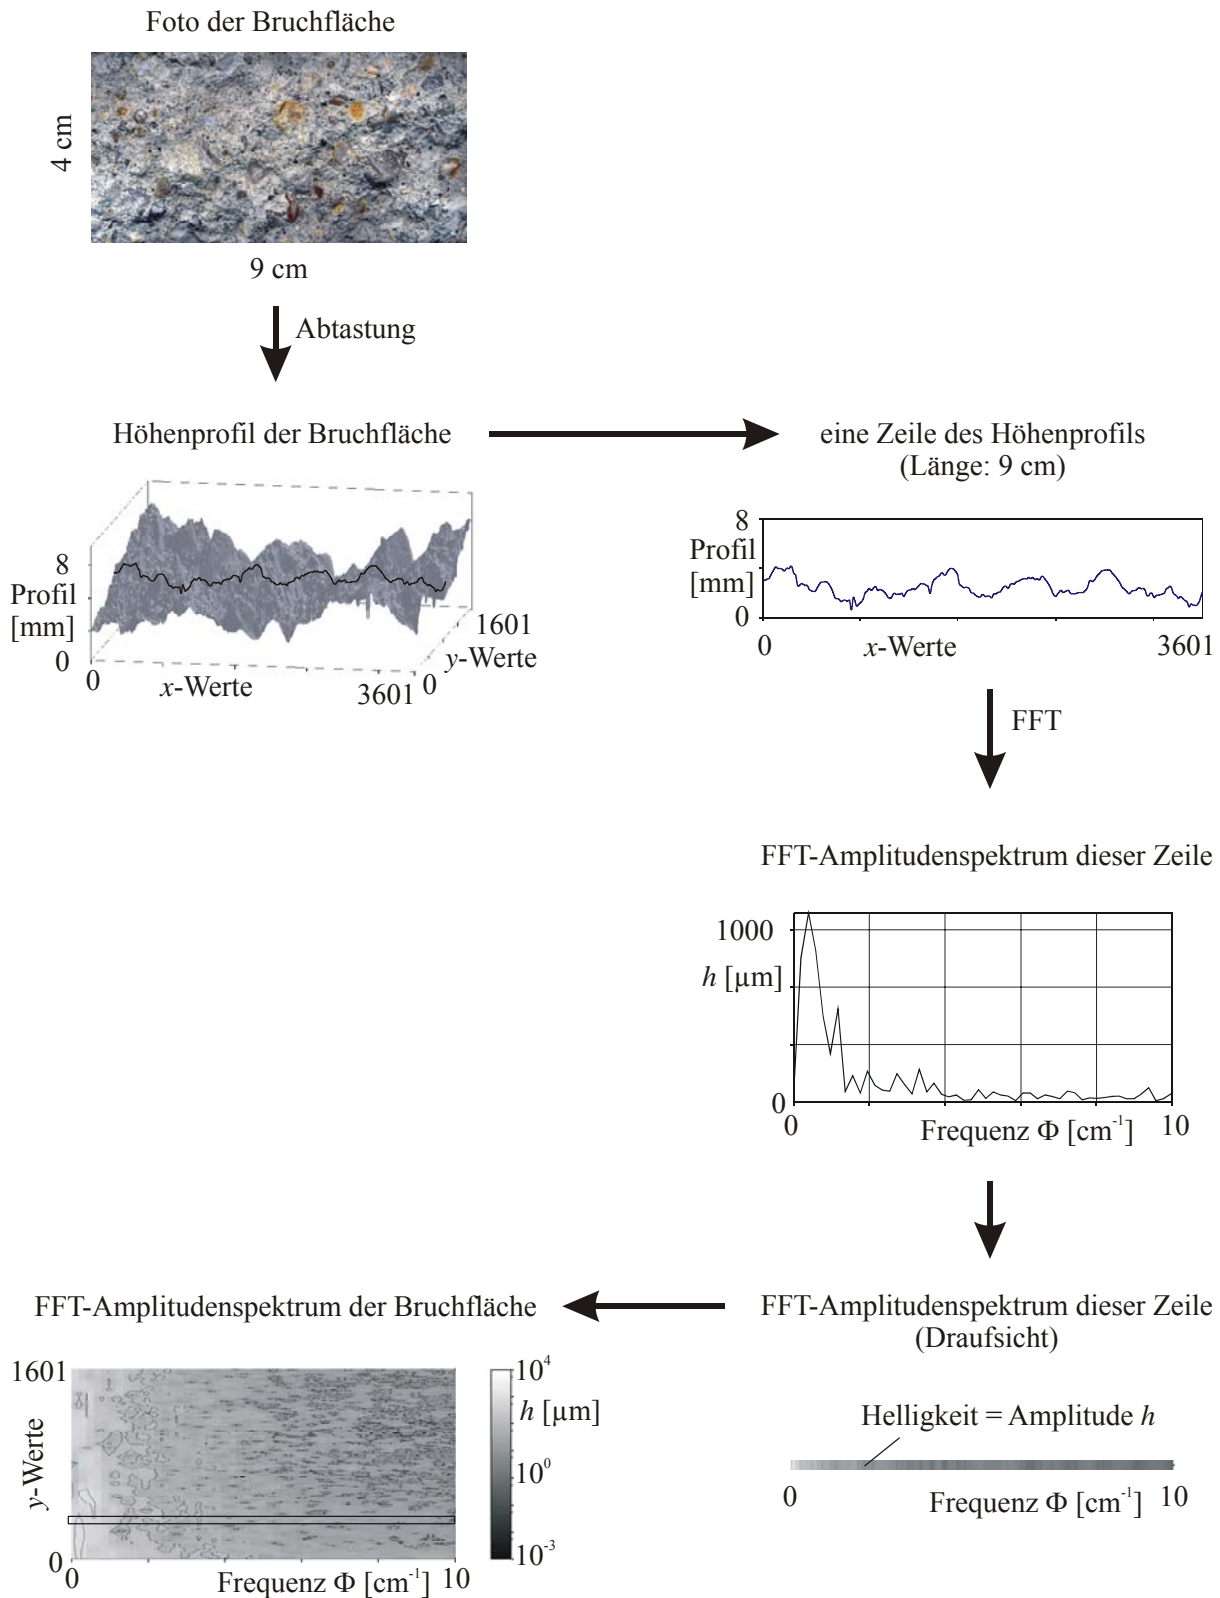 Foto der Bruchfläche
4 cm
9 cm
Abtastung
Höhenprofil der Bruchfläche
8
Profil
[mm]
0
0
x-Werte
3601
0
y-Werte
1601
eine Zeile des Höhenprofils
(Länge: 9 cm)
8
Profil
[mm]
0
0
x-Werte
3601
FFT
FFT-Amplitudenspektrum dieser Zeile
1000
h [µm]
0
0
Frequenz Φ [cm⁻¹]
10
FFT-Amplitudenspektrum dieser Zeile
(Draufsicht)
Helligkeit = Amplitude h
0
Frequenz Φ [cm⁻¹]
10
FFT-Amplitudenspektrum der Bruchfläche
1601
y-Werte
0
0
Frequenz Φ [cm⁻¹]
10
10⁴
h [µm]
10⁰
10⁻³